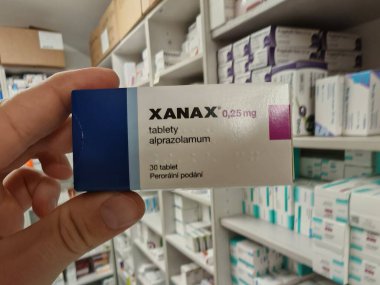 XANAX® 0,25 mg
tablety
alprazolamum
30 tablet
Perorální podání